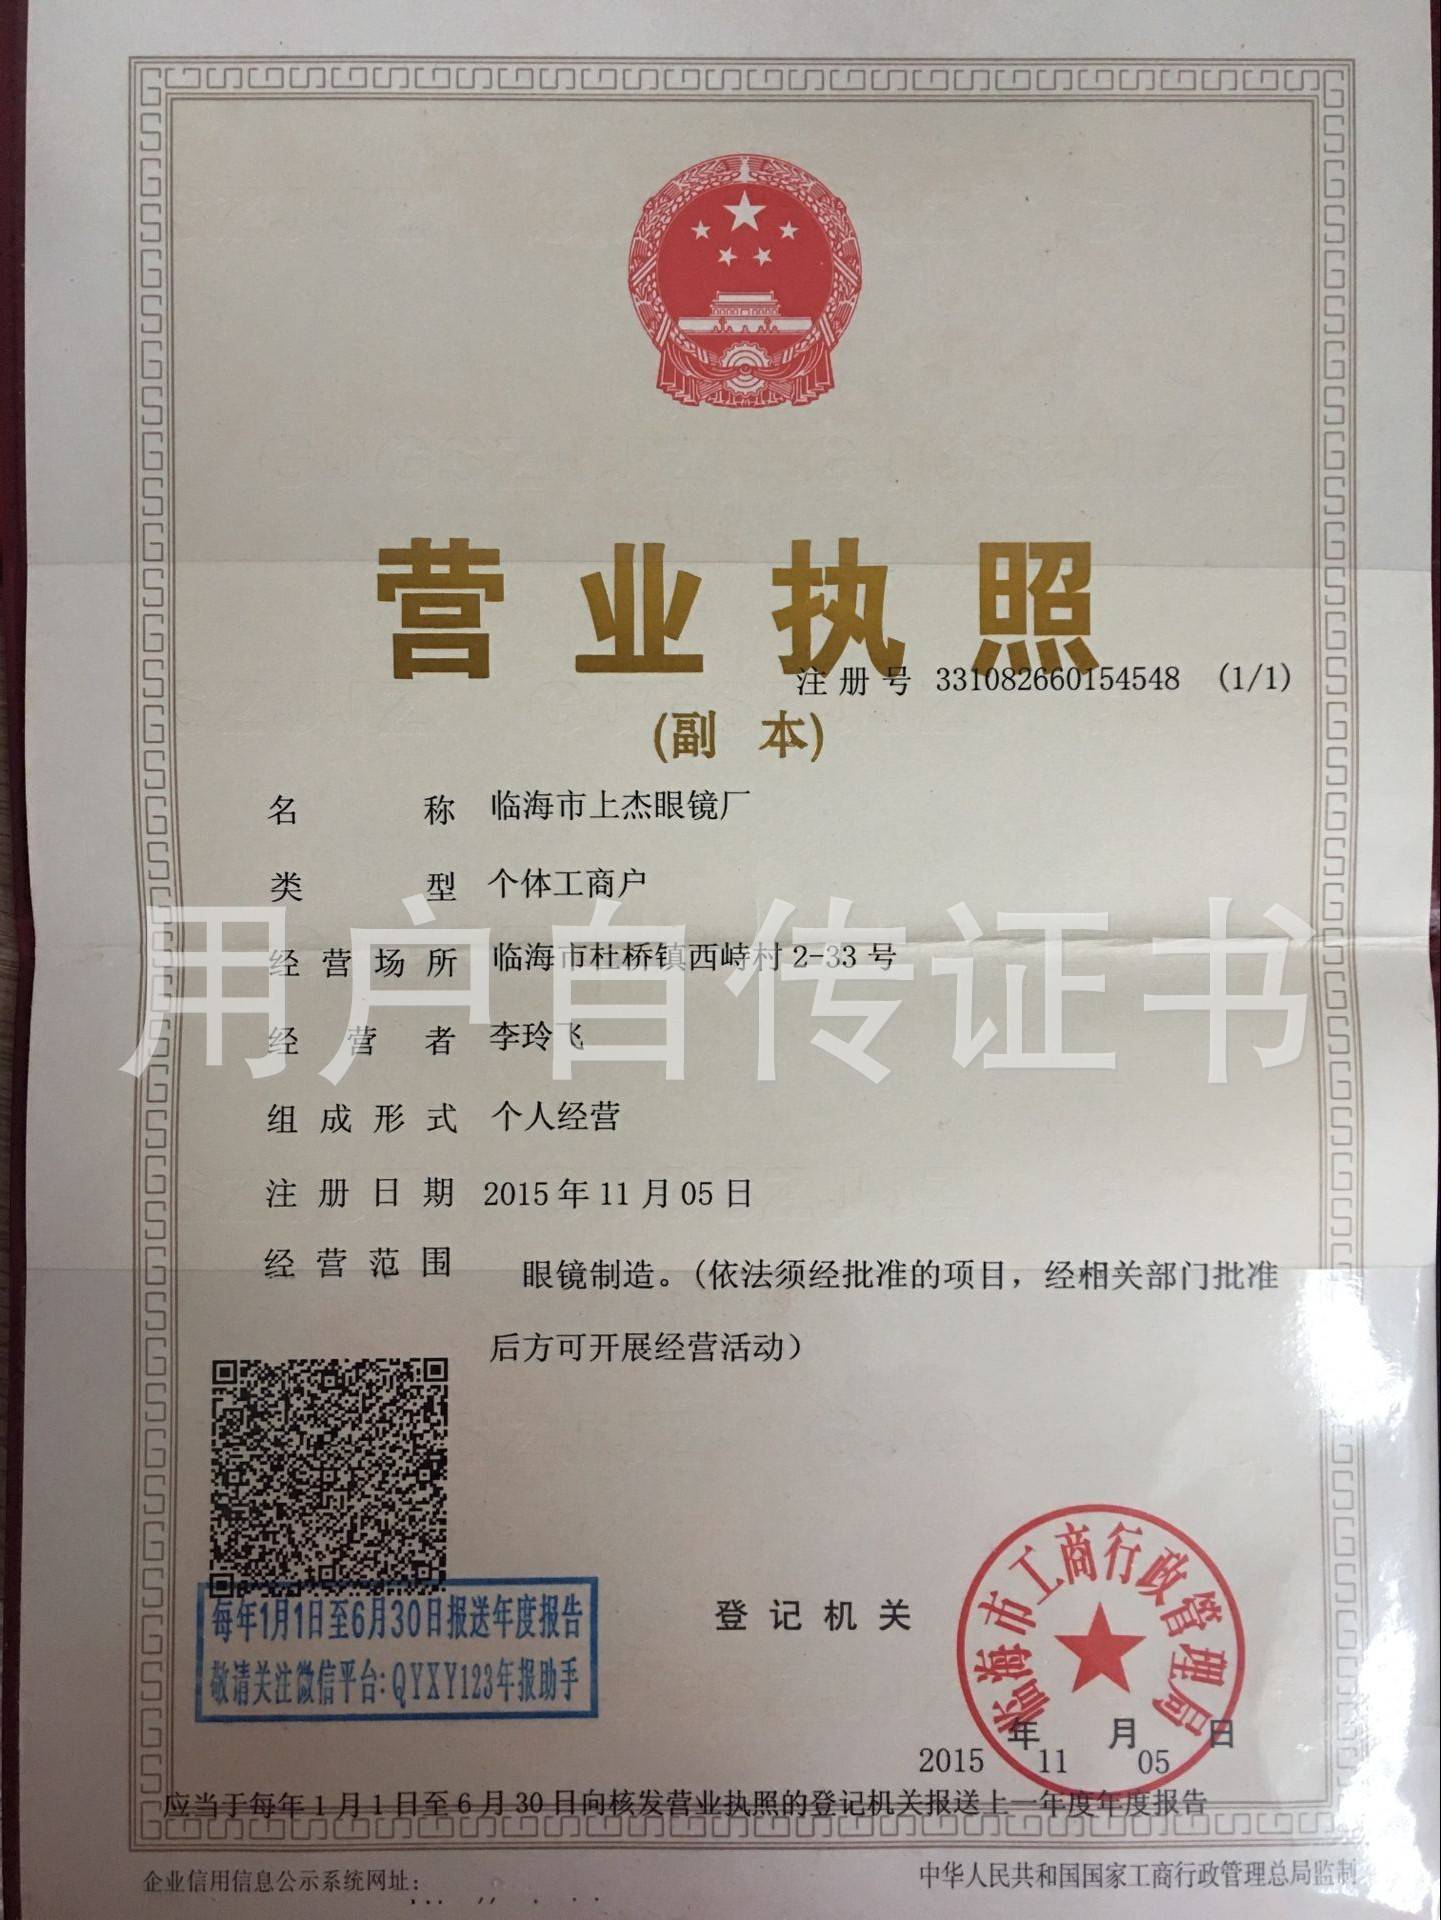 营业执照
注册号 331082660154548 (1/1)
(副 本)
名称 临海市上杰眼镜厂
类型 个体工商户
用户自传证书
经营场所 临海市杜桥镇西峙村2-33号
经营者 李玲飞
组成形式 个人经营
注册日期 2015年11月05日
经营范围 眼镜制造。(依法须经批准的项目，经相关部门批准
后方可开展经营活动)
每年1月1日至6月30日报送年度报告
敬请关注微信平台:QYXY123年报助手
登记机关
临海市工商行政管理局
年 月 日
2015 11 05
应当于每年1月1日至6月30日向核发营业执照的登记机关报送上一年度年度报告
企业信用信息公示系统网址:
中华人民共和国国家工商行政管理总局监制